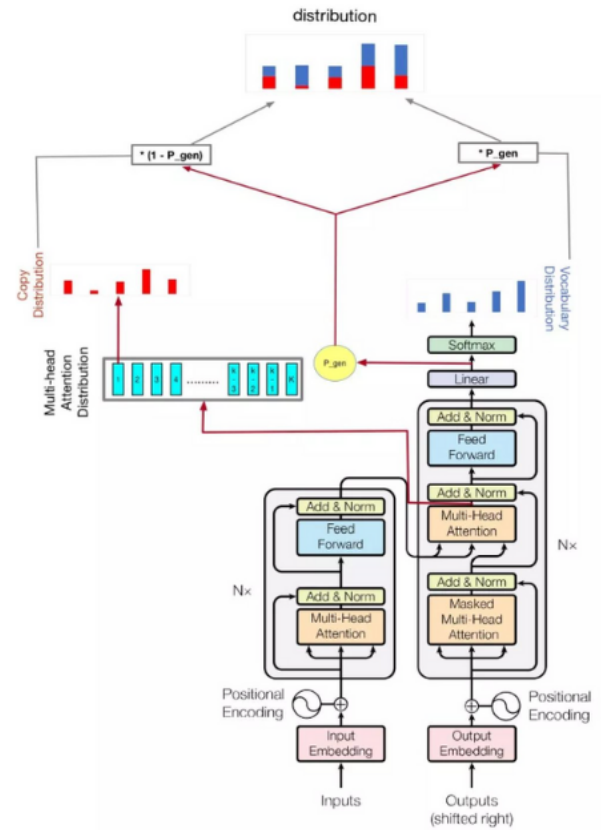 distribution
* (1 - P_gen)
* P_gen
Copy
Distribution
Vocabulary
Distribution
Softmax
Multi-head
Attention
Distribution
1
2
3
4
.........
k-3
k-2
k-1
K
P_gen
Linear
Add & Norm
Feed
Forward
Add & Norm
Multi-Head
Attention
Add & Norm
Feed
Forward
Nx
Add & Norm
Multi-Head
Attention
Add & Norm
Masked
Multi-Head
Attention
Nx
Positional
Encoding
Positional
Encoding
Input
Embedding
Output
Embedding
Inputs
Outputs
(shifted right)